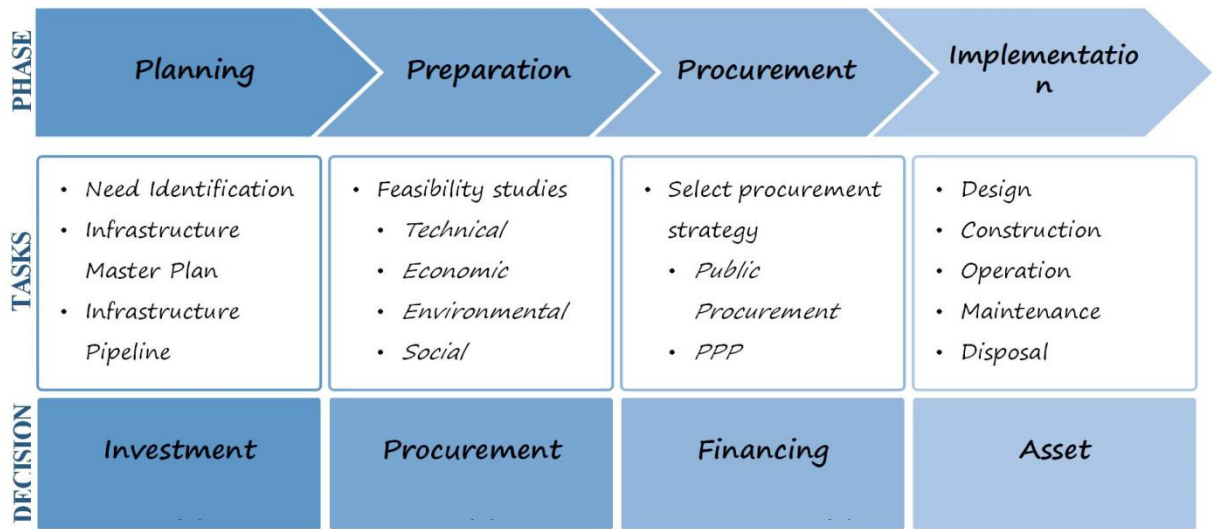 PHASE
Planning
Preparation
Procurement
Implementatio
n
TASKS
• Need Identification
• Infrastructure
Master Plan
• Infrastructure
Pipeline
• Feasibility studies
• Technical
• Economic
• Environmental
• Social
• Select procurement
strategy
• Public
Procurement
• PPP
• Design
• Construction
• Operation
• Maintenance
• Disposal
DECISION
Investment
Procurement
Financing
Asset